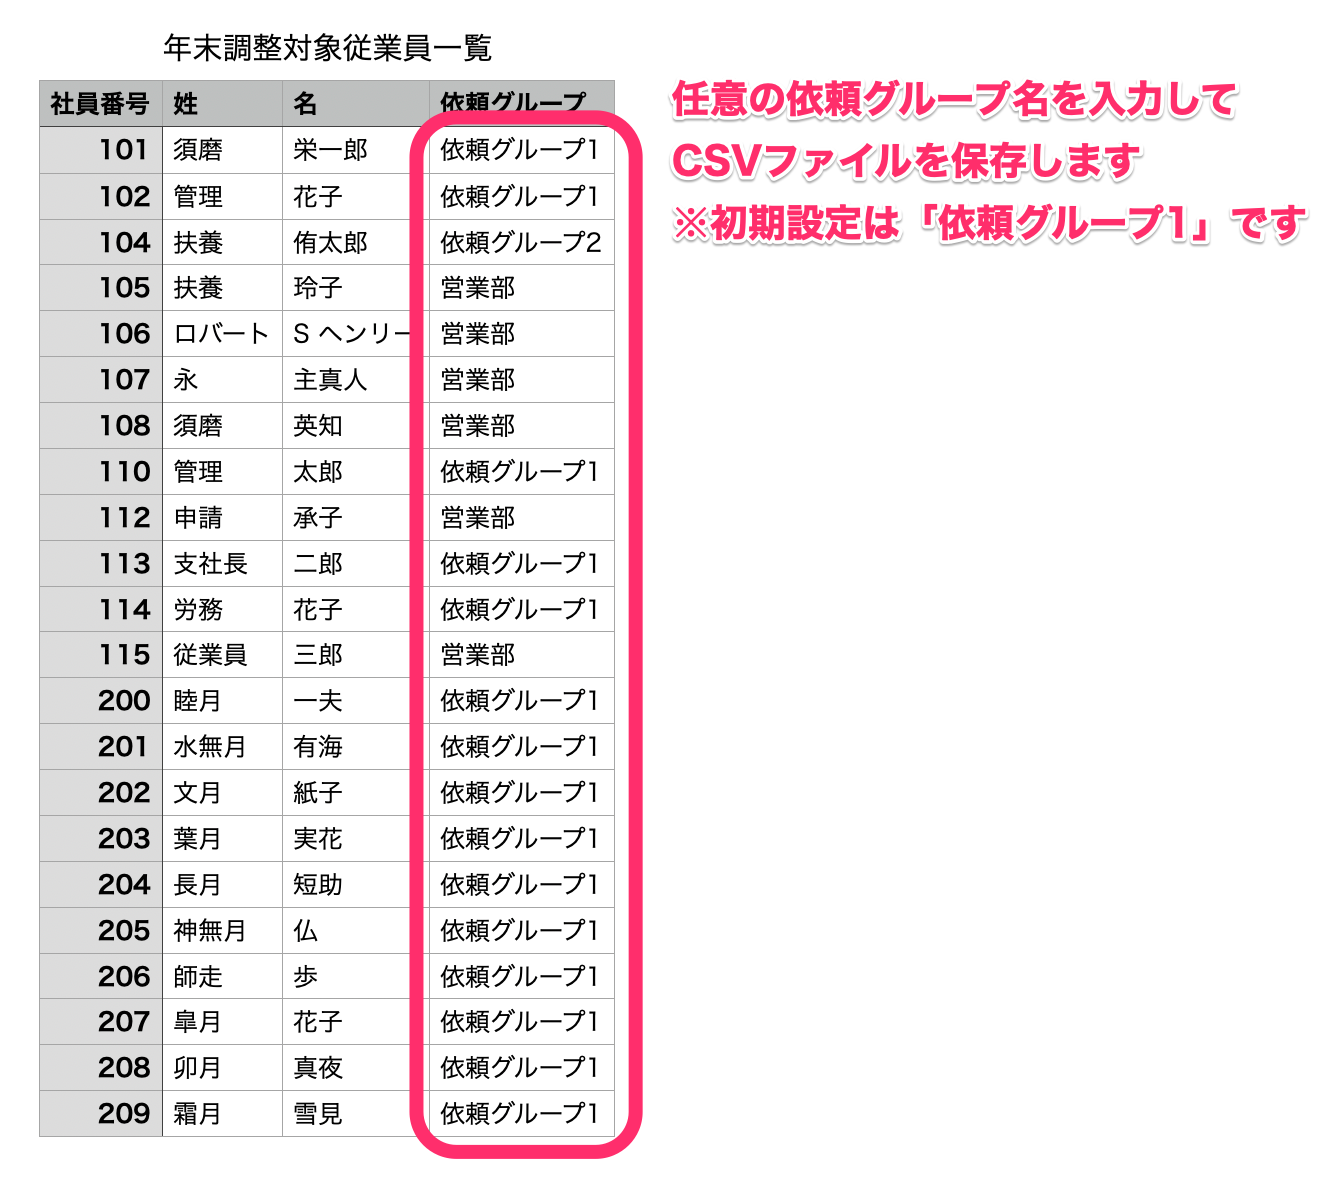 年末調整対象従業員一覧
社員番号 姓 名 依頼グループ
101 須磨 栄一郎 依頼グループ1
102 管理 花子 依頼グループ1
104 扶養 侑太郎 依頼グループ2
105 扶養 玲子 営業部
106 ロバート S ヘンリー 営業部
107 永 主真人 営業部
108 須磨 英知 営業部
110 管理 太郎 依頼グループ1
112 申請 承子 営業部
113 支社長 二郎 依頼グループ1
114 労務 花子 依頼グループ1
115 従業員 三郎 営業部
200 睦月 一夫 依頼グループ1
201 水無月 有海 依頼グループ1
202 文月 紙子 依頼グループ1
203 葉月 実花 依頼グループ1
204 長月 短助 依頼グループ1
205 神無月 仏 依頼グループ1
206 師走 歩 依頼グループ1
207 皐月 花子 依頼グループ1
208 卯月 真夜 依頼グループ1
209 霜月 雪見 依頼グループ1
任意の依頼グループ名を入力して
CSVファイルを保存します
※初期設定は「依頼グループ1」です